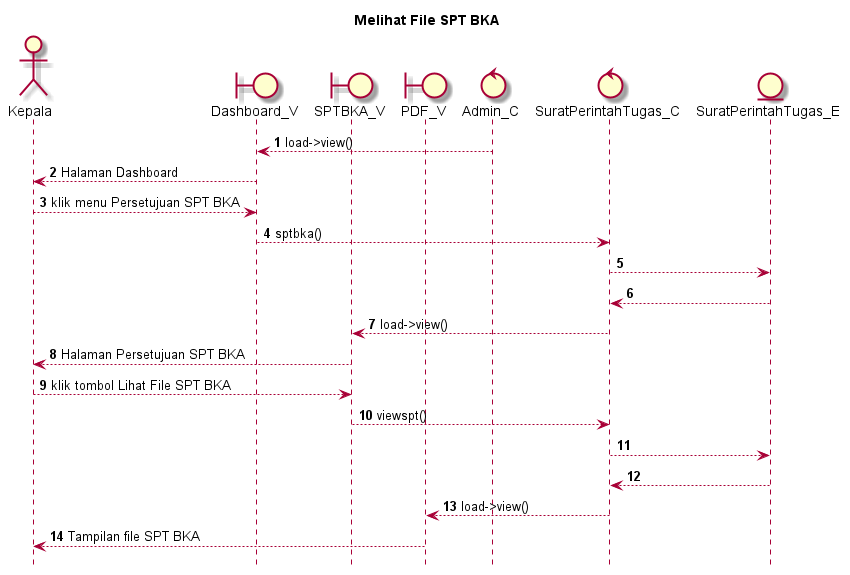 Melihat File SPT BKA
Kepala
Dashboard_V
SPTBKA_V
PDF_V
Admin_C
SuratPerintahTugas_C
SuratPerintahTugas_E
1 load->view()
2 Halaman Dashboard
3 klik menu Persetujuan SPT BKA
4 sptbka()
5
6
7 load->view()
8 Halaman Persetujuan SPT BKA
9 klik tombol Lihat File SPT BKA
10 viewspt()
11
12
13 load->view()
14 Tampilan file SPT BKA